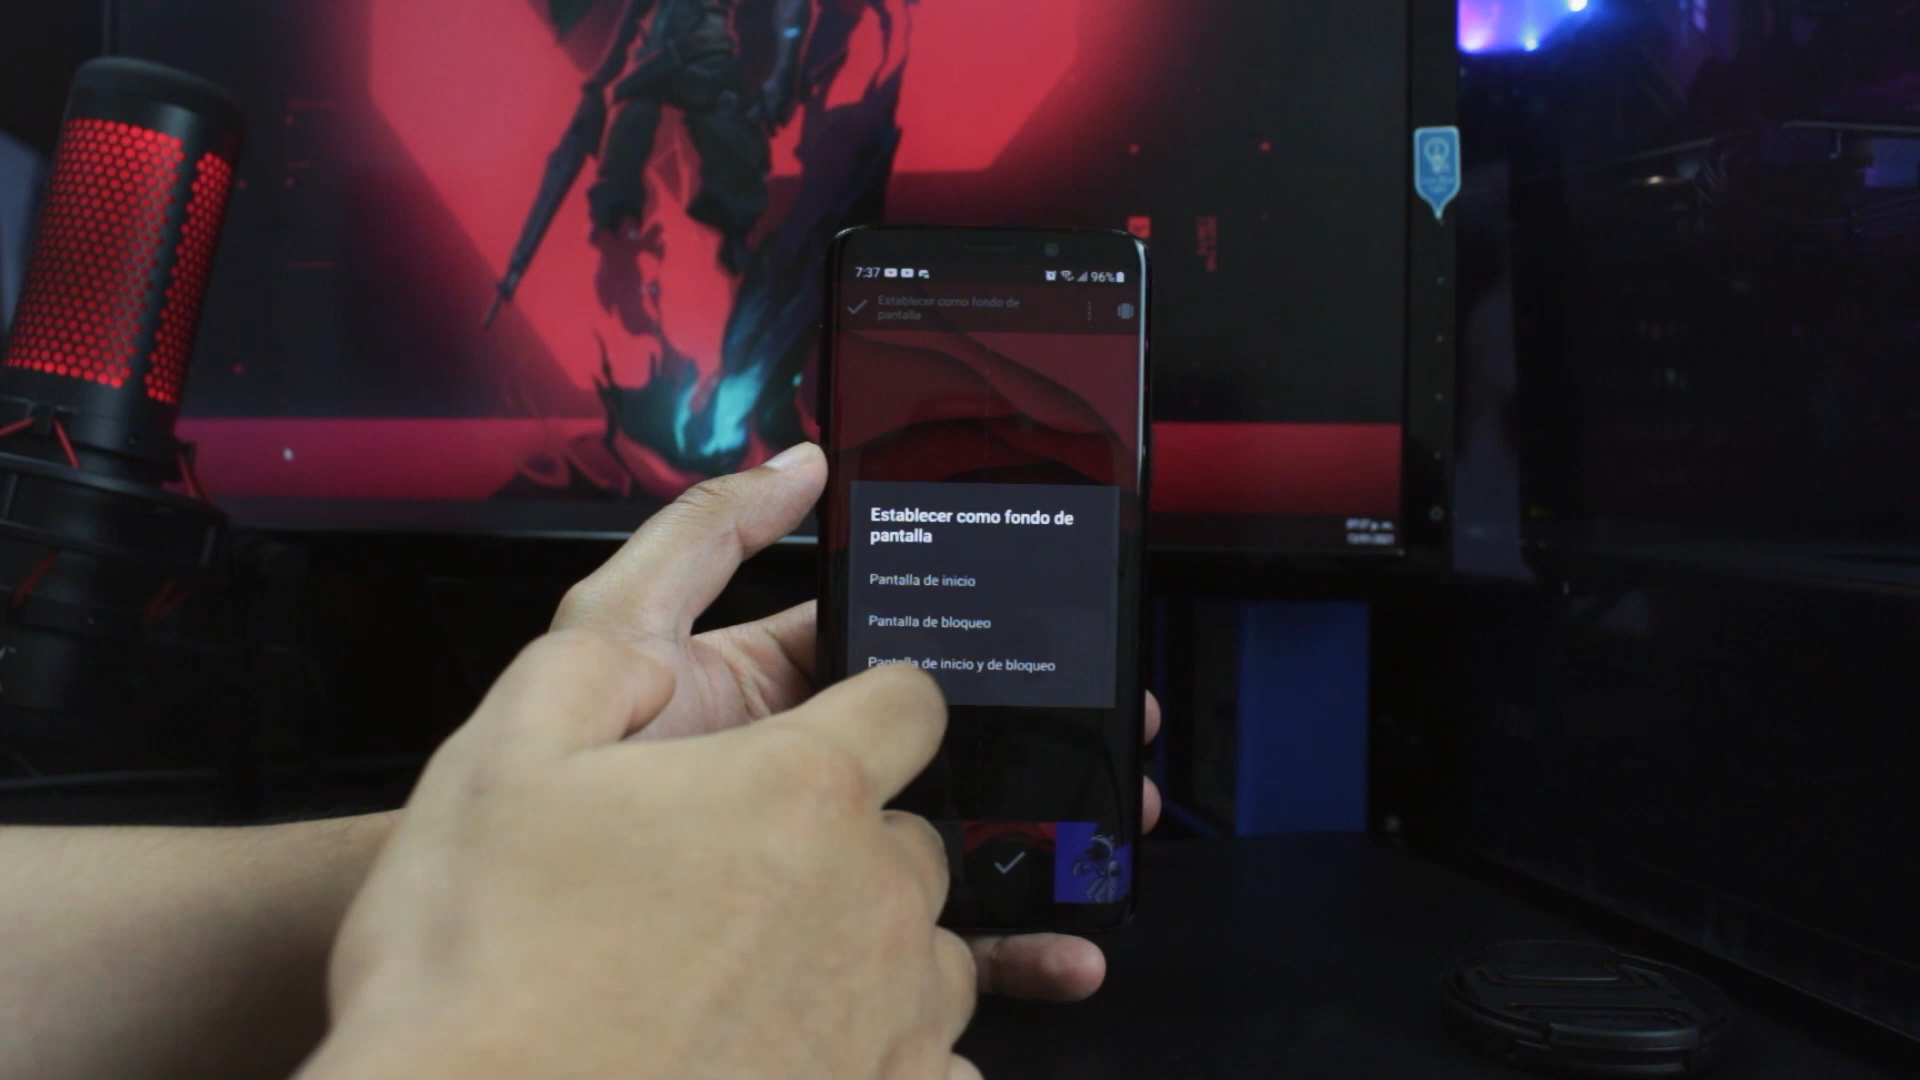 7:37
96%
Establecer como fondo de
pantalla
Establecer como fondo de
pantalla
Pantalla de inicio
Pantalla de bloqueo
Pantalla de inicio y de bloqueo